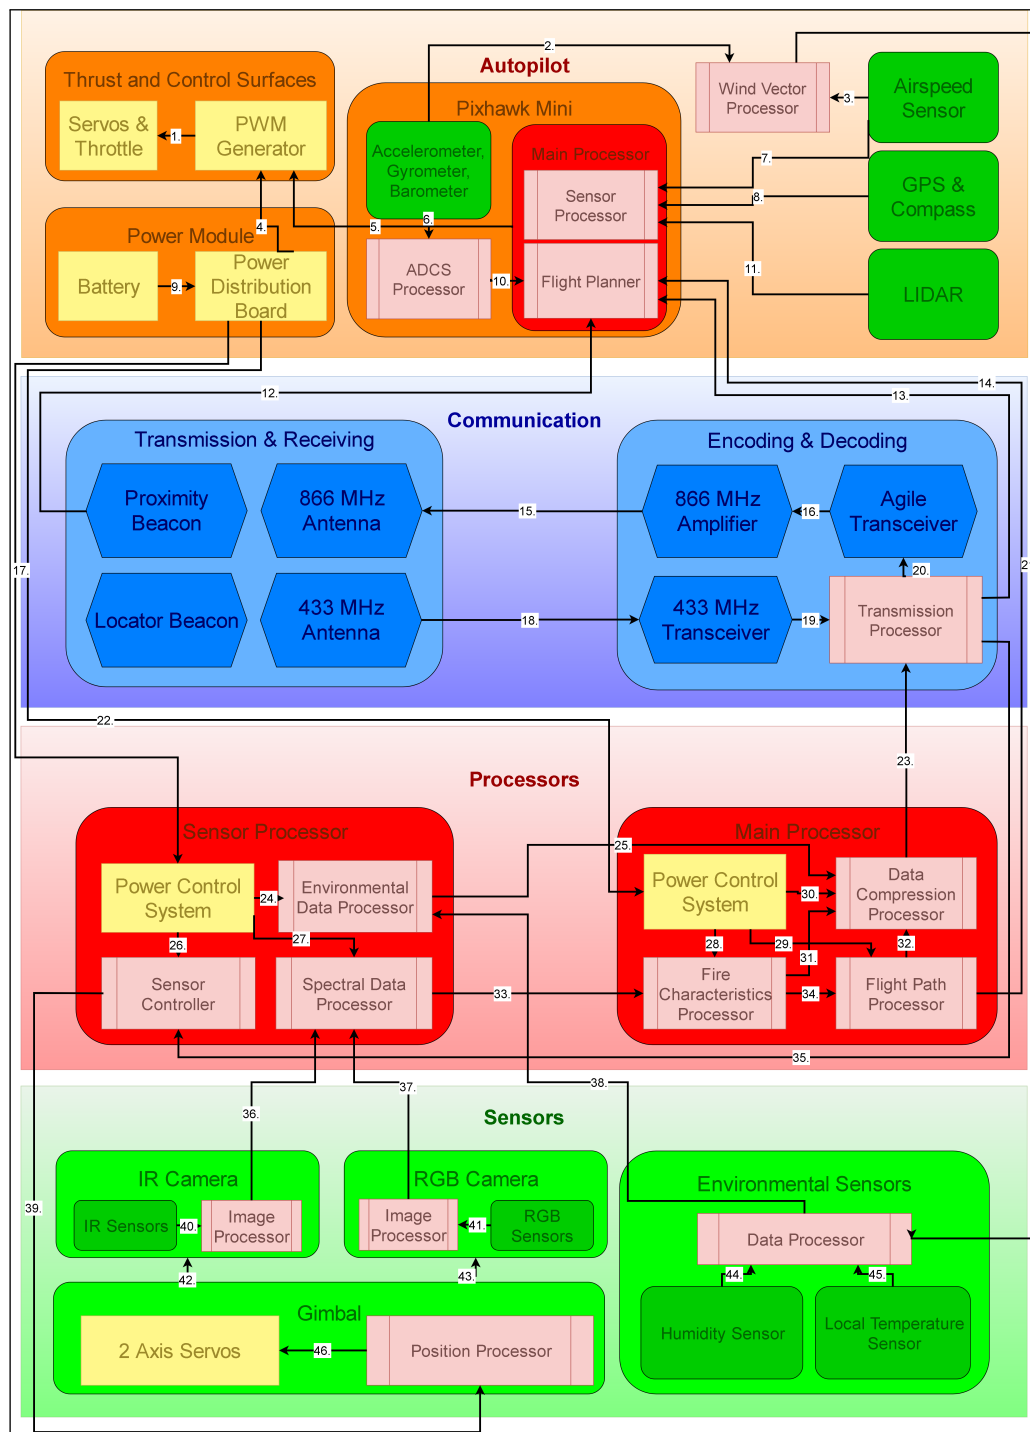 2.
Autopilot
Thrust and Control Surfaces
Servos &
Throttle
1.
PWM
Generator
Pixhawk Mini
Accelerometer,
Gyrometer,
Barometer
Main Processor
Sensor
Processor
Wind Vector
Processor
3.
Airspeed
Sensor
7.
8.
GPS &
Compass
4.
5.
6.
Power Module
Battery
9.
Power
Distribution
Board
ADCS
Processor
10.
Flight Planner
11.
LIDAR
12.
13.
14.
Communication
Transmission & Receiving
Proximity
Beacon
866 MHz
Antenna
15.
Encoding & Decoding
866 MHz
Amplifier
16.
Agile
Transceiver
17.
20.
Locator Beacon
433 MHz
Antenna
18.
433 MHz
Transceiver
19.
Transmission
Processor
22.
23.
Processors
Sensor Processor
Power Control
System
24.
Environmental
Data Processor
25.
26.
27.
Sensor
Controller
Spectral Data
Processor
33.
Main Processor
Power Control
System
30.
Data
Compression
Processor
28.
29.
31.
32.
Fire
Characteristics
Processor
34.
Flight Path
Processor
35.
36.
37.
38.
Sensors
39.
IR Camera
IR Sensors
40.
Image
Processor
RGB Camera
Image
Processor
41.
RGB
Sensors
42.
43.
Environmental Sensors
Data Processor
44.
45.
Humidity Sensor
Local Temperature
Sensor
Gimbal
2 Axis Servos
46.
Position Processor